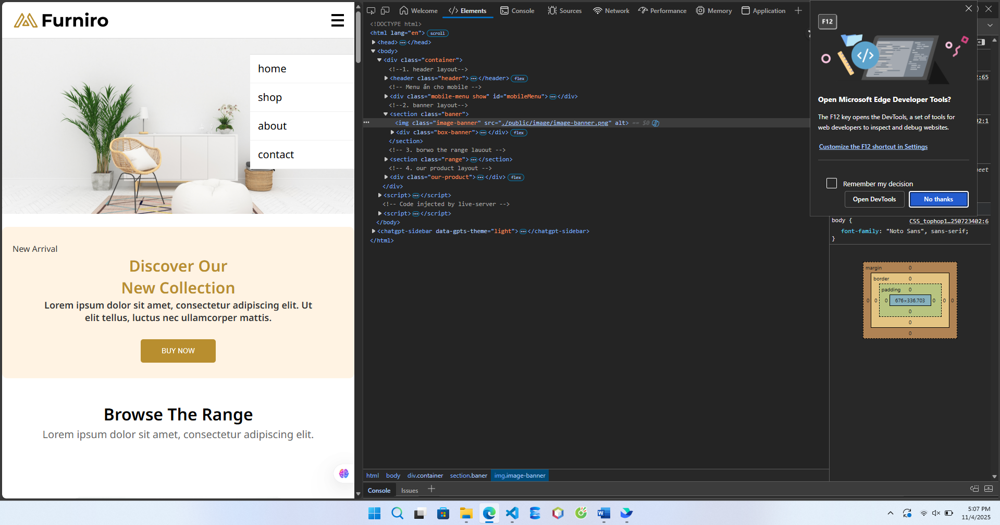 Furniro
home
shop
about
contact
New Arrival
Discover Our
New Collection
Lorem ipsum dolor sit amet, consectetur adipiscing elit. Ut
elit tellus, luctus nec ullamcorper mattis.
BUY NOW
Browse The Range
Lorem ipsum dolor sit amet, consectetur adipiscing elit.
Welcome
Elements
Console
Sources
Network
Performance
Memory
Application
<!DOCTYPE html>
<html lang="en"> scroll
<head> </head>
<body>
<div class="container">
<!--1. header layout-->
<header class="header"> </header> flex
<!-- Menu ẩn cho mobile -->
<div class="mobile-menu show" id="mobileMenu"> </div>
<!--2. banner layout-->
<section class="baner">
<img class="image-banner" src="./public/image/image-banner.png" alt> == $0
<div class="box-banner"> </div> flex
</section>
<!-- 3. borwo the range lauout -->
<section class="range"> </section>
<!-- 4. our product layout -->
<div class="our-product"> </div> flex
</div>
<script> </script>
<!-- Code injected by live-server -->
<script> </script>
</body>
<chatgpt-sidebar data-gpts-theme="light"> </chatgpt-sidebar>
</html>
html body div.container section.baner img.image-banner
Console Issues
F12
Open Microsoft Edge Developer Tools?
The F12 key opens the DevTools, a set of tools for
web developers to inspect and debug websites.
Customize the F12 shortcut in Settings
Remember my decision
Open DevTools
No thanks
:65
02:1
eet
body { CSS_tophop1…250723402:6
font-family: "Noto Sans", sans-serif;
}
margin 0
border 0
padding 0
0 0 0 676×336.703 0 0 0
0
0
0
5:07 PM
11/4/2025